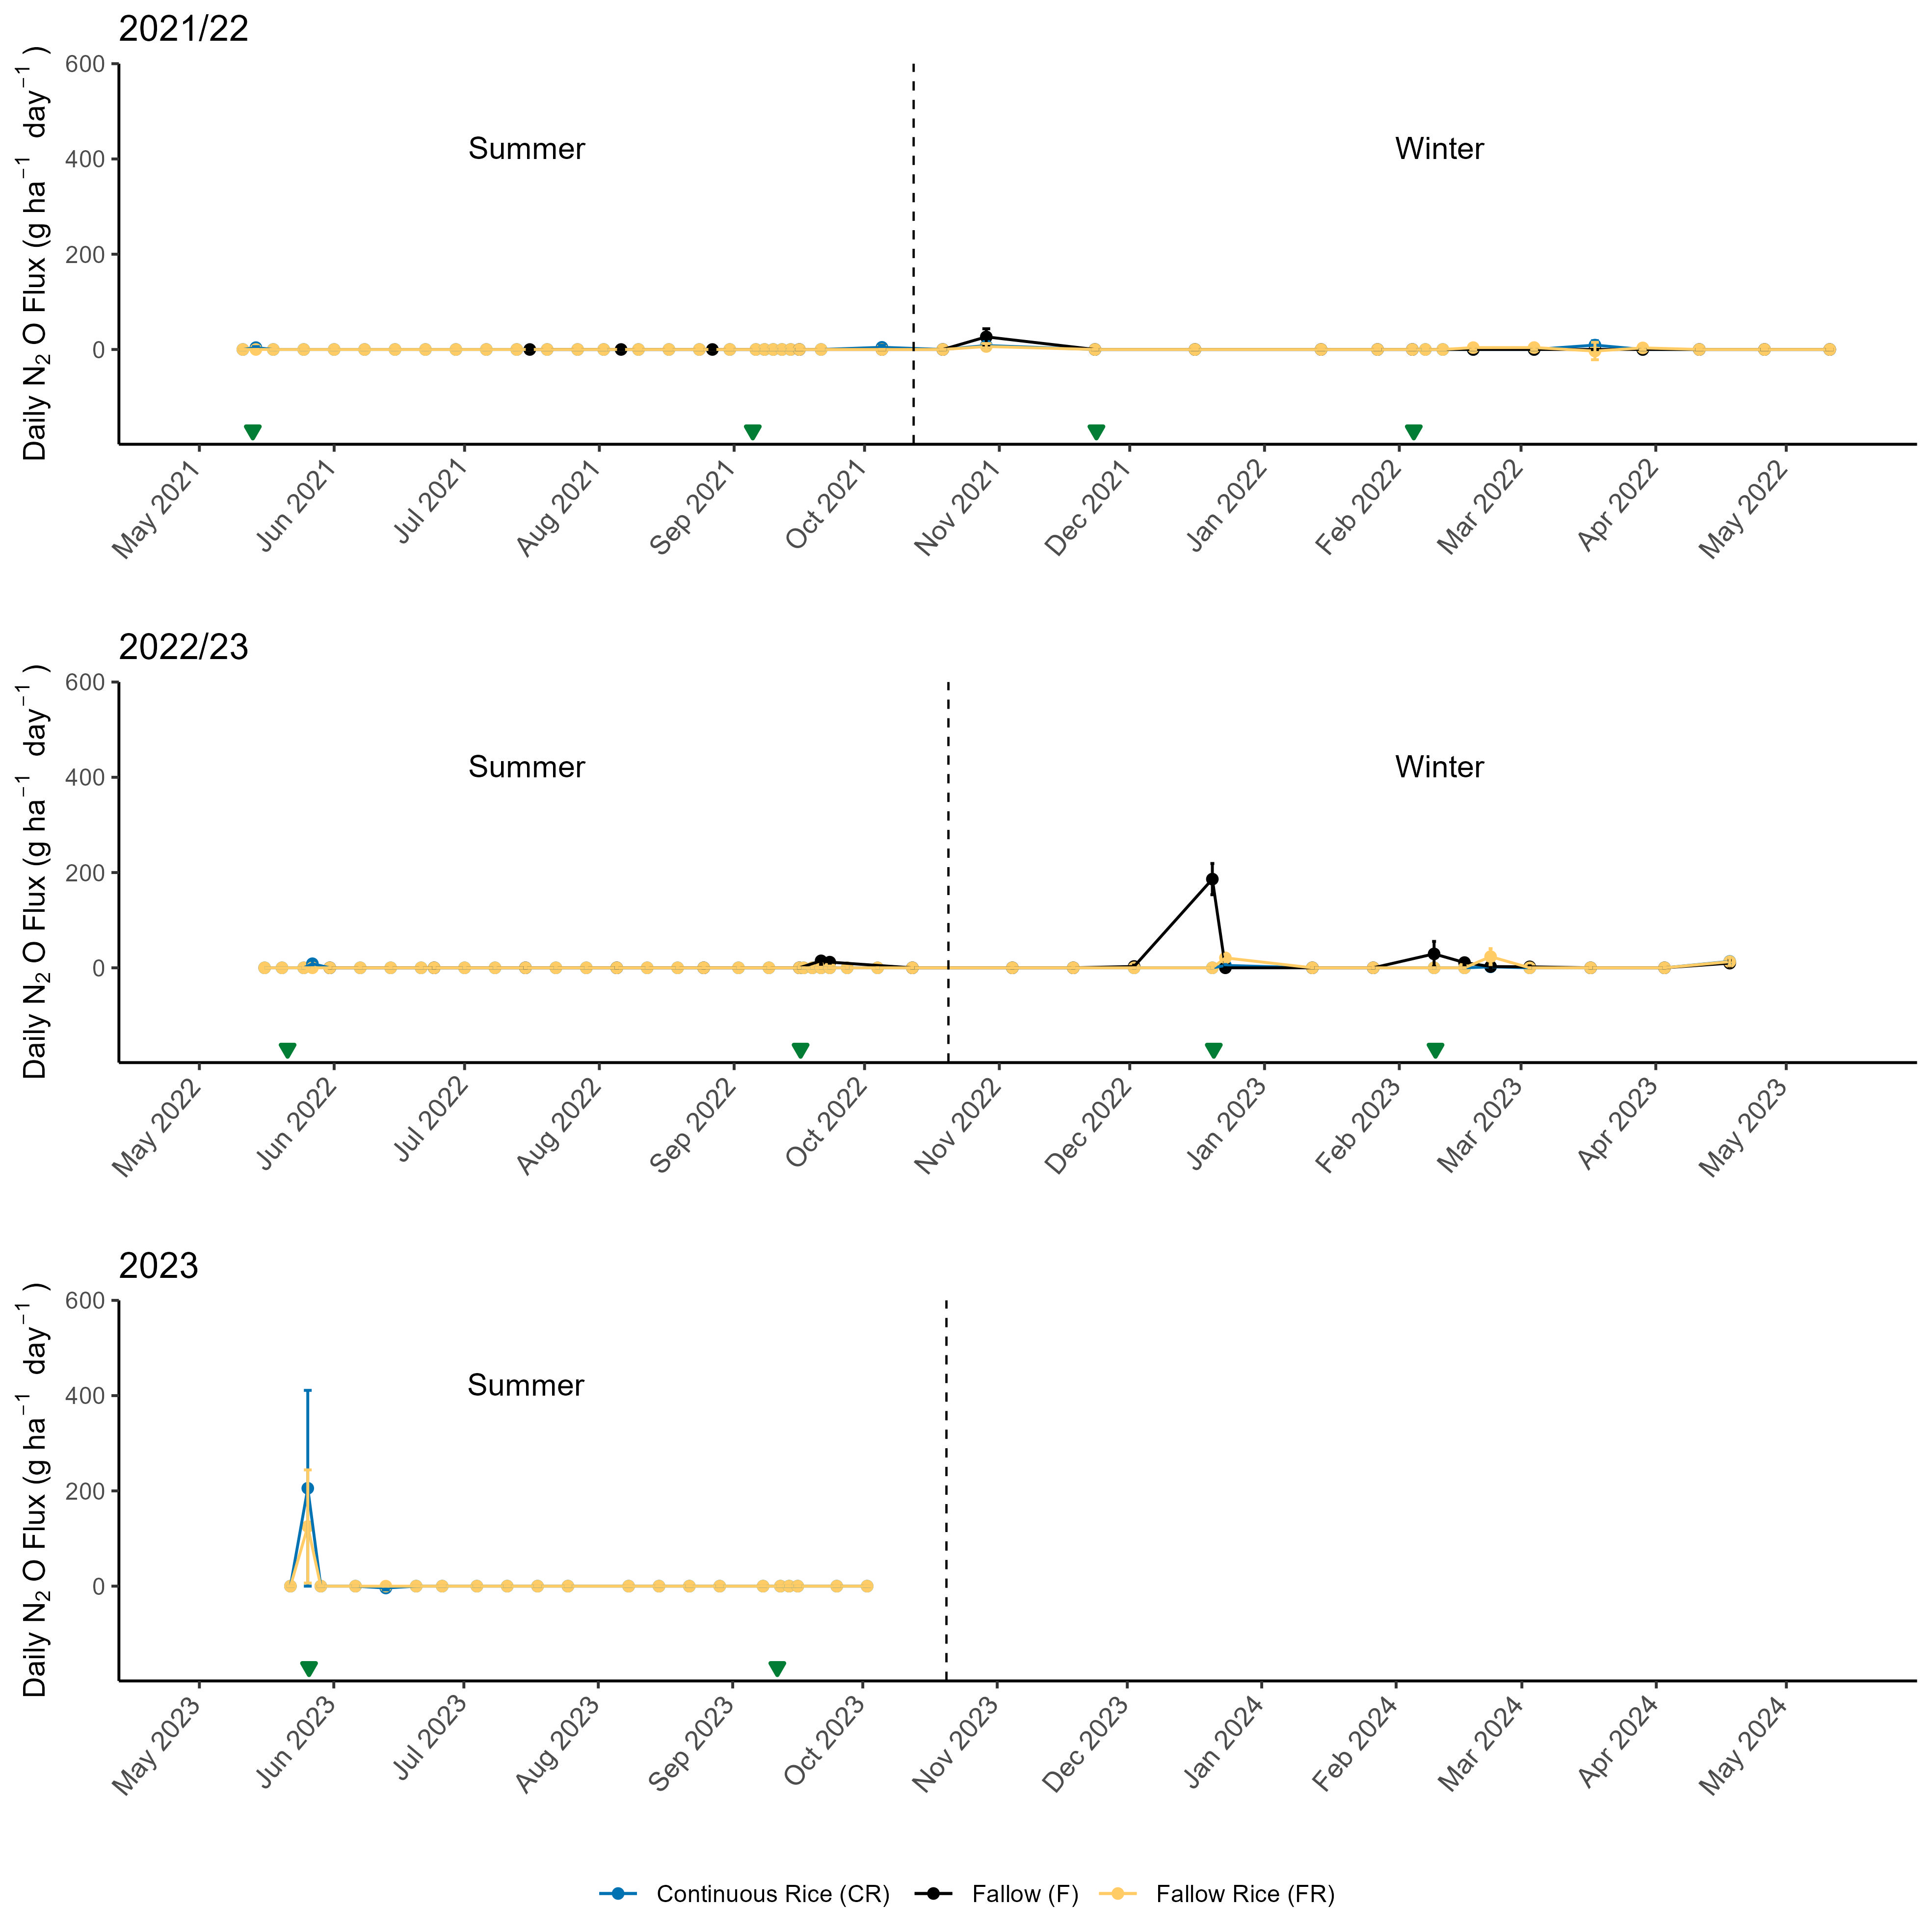 2021/22
Daily N₂ O Flux (g ha⁻¹ day⁻¹ )
600
400
200
0
Summer
Winter
May 2021
Jun 2021
Jul 2021
Aug 2021
Sep 2021
Oct 2021
Nov 2021
Dec 2021
Jan 2022
Feb 2022
Mar 2022
Apr 2022
May 2022
2022/23
Daily N₂ O Flux (g ha⁻¹ day⁻¹ )
600
400
200
0
Summer
Winter
May 2022
Jun 2022
Jul 2022
Aug 2022
Sep 2022
Oct 2022
Nov 2022
Dec 2022
Jan 2023
Feb 2023
Mar 2023
Apr 2023
May 2023
2023
Daily N₂ O Flux (g ha⁻¹ day⁻¹ )
600
400
200
0
Summer
May 2023
Jun 2023
Jul 2023
Aug 2023
Sep 2023
Oct 2023
Nov 2023
Dec 2023
Jan 2024
Feb 2024
Mar 2024
Apr 2024
May 2024
Continuous Rice (CR)
Fallow (F)
Fallow Rice (FR)